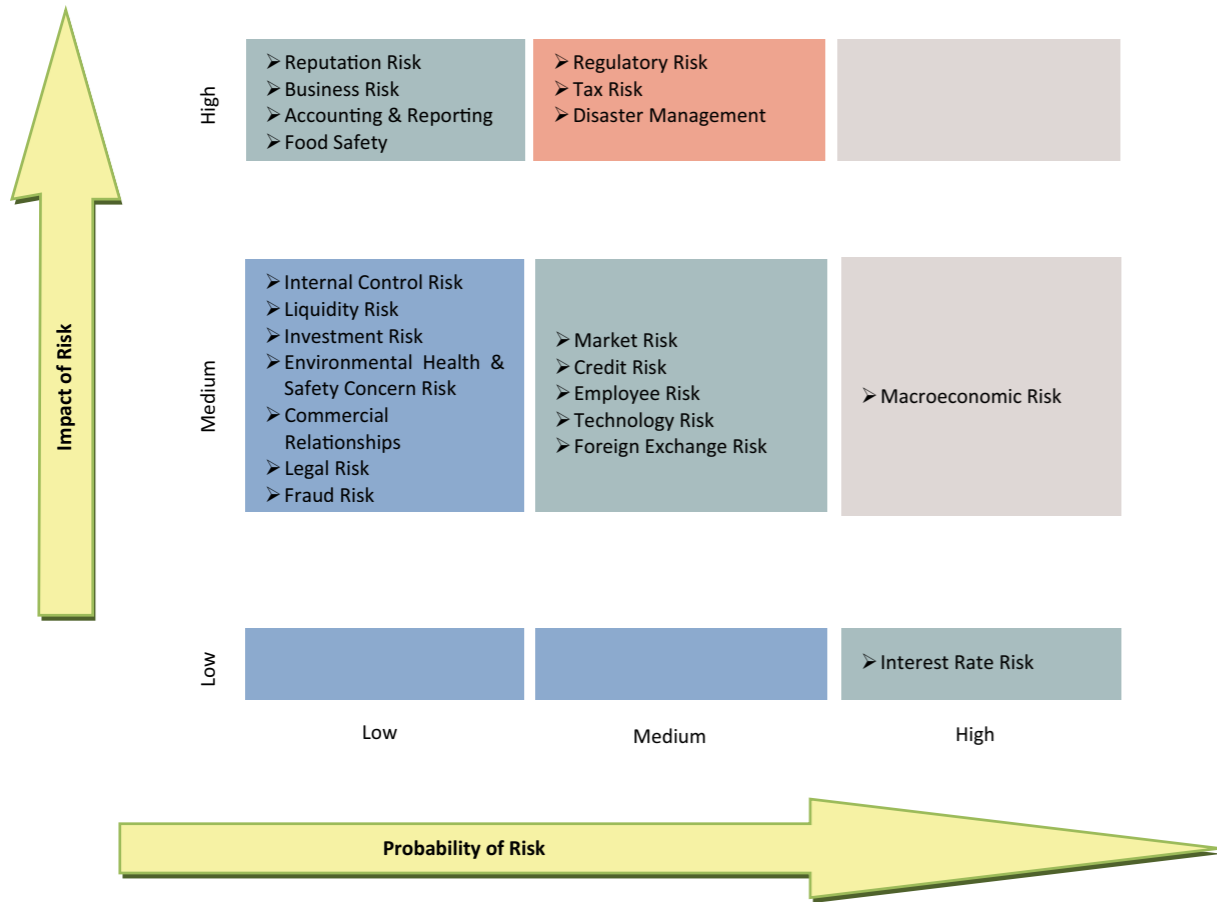 High
➢ Reputation Risk
➢ Business Risk
➢ Accounting & Reporting
➢ Food Safety
➢ Regulatory Risk
➢ Tax Risk
➢ Disaster Management
Impact of Risk
Medium
➢ Internal Control Risk
➢ Liquidity Risk
➢ Investment Risk
➢ Environmental Health &
Safety Concern Risk
➢ Commercial
Relationships
➢ Legal Risk
➢ Fraud Risk
➢ Market Risk
➢ Credit Risk
➢ Employee Risk
➢ Technology Risk
➢ Foreign Exchange Risk
➢ Macroeconomic Risk
Low
➢ Interest Rate Risk
Low
Medium
High
Probability of Risk